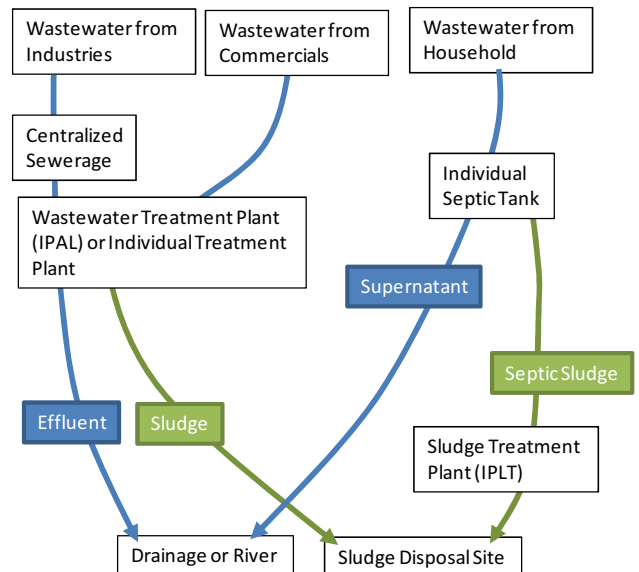 Wastewater from
Industries
Wastewater from
Commercials
Wastewater from
Household
Centralized
Sewerage
Individual
Septic Tank
Wastewater Treatment Plant
(IPAL) or Individual Treatment
Plant
Supernatant
Septic Sludge
Effluent
Sludge
Sludge Treatment
Plant (IPLT)
Drainage or River
Sludge Disposal Site